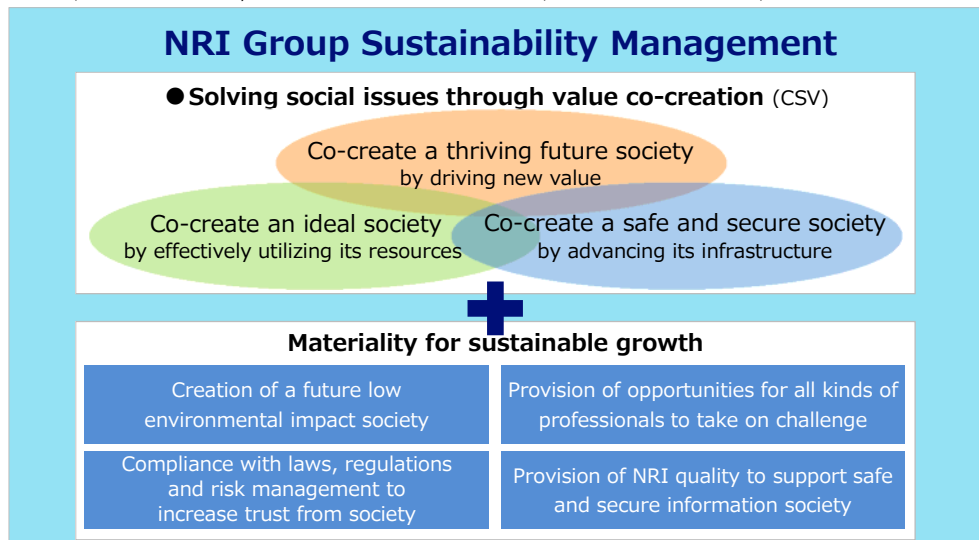 NRI Group Sustainability Management
●Solving social issues through value co-creation (CSV)
Co-create a thriving future society
by driving new value
Co-create an ideal society
by effectively utilizing its resources
Co-create a safe and secure society
by advancing its infrastructure
Materiality for sustainable growth
Creation of a future low
environmental impact society
Provision of opportunities for all kinds of
professionals to take on challenge
Compliance with laws, regulations
and risk management to
increase trust from society
Provision of NRI quality to support safe
and secure information society